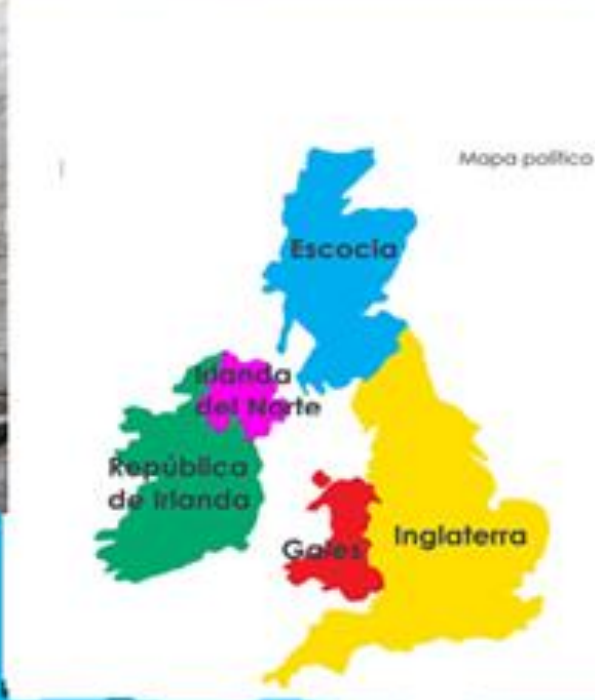 Mapa político
Escocia
Irlanda
del Norte
República
de Irlanda
Gales
Inglaterra